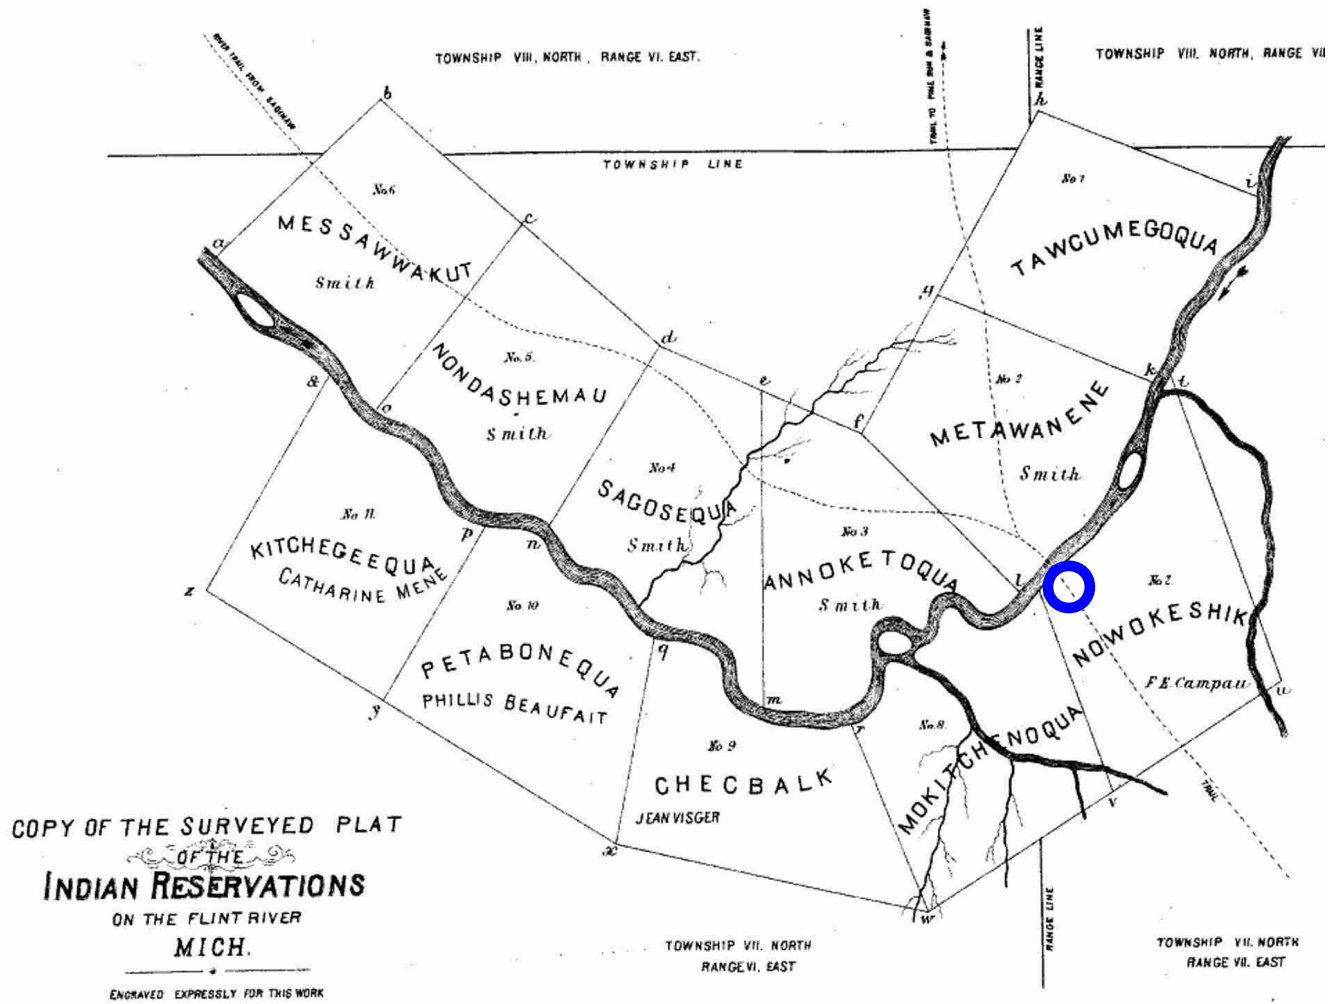 TOWNSHIP VIII, NORTH, RANGE VI. EAST.
TOWNSHIP VIII. NORTH, RANGE VII
RIVER TRAIL FROM SAGINAW
TRAIL TO PINE RUN & SAGINAW
RANGE LINE
TOWNSHIP LINE
b
h
i
a
c
No 6
MESSAWWAKUT
Smith
No 1
TAWCUMEGOQUA
g
d
e
f
k
t
&
o
No. 5.
NONDASHEMAU
Smith
No 2
METAWANENE
Smith
No 4
SAGOSEQUA
Smith
No 3
ANNOKETOQUA
Smith
l
p
n
No 11.
KITCHEGEEQUA
CATHARINE MENE
z
No. 10
PETABONEQUA
PHILLIS BEAUFAIT
y
q
m
r
No 7.
NOWOKESHIK
F.E. Campau
u
No. 8.
MOKITCHENOQUA
No 9
CHECBALK
JEAN VISGER
x
v
w
TRAIL
RANGE LINE
COPY OF THE SURVEYED PLAT
OF THE
INDIAN RESERVATIONS
ON THE FLINT RIVER
MICH.
ENGRAVED EXPRESSLY FOR THIS WORK
TOWNSHIP VII. NORTH
RANGE VI. EAST
TOWNSHIP VII. NORTH
RANGE VII. EAST